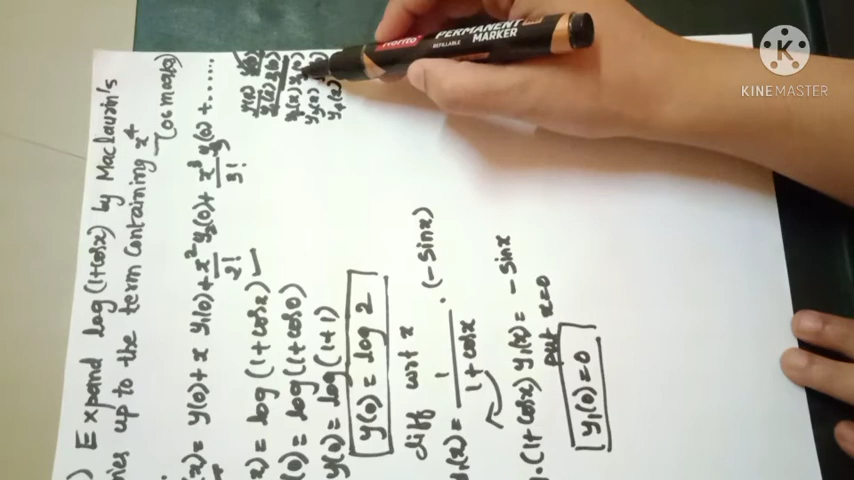 ) Expand log (1+cosx) by Maclaurin's
ries up to the term containing x⁴
(x) = y(0) + x y₁(0) + x²/2! y₂(0) + x³/3! y₃(0) + ......
x) = log (1 + cosx)
(0) = log (1 + cos0)
y(0) = log (1+1)
y(0) = log 2
diff wrt x
y₁(x) = 1/1+cosx . (-sinx)
(1+cosx) y₁(x) = - sinx
put x=0
y₁(0) = 0
Norito
PERMANENT
MARKER
REFILLABLE
K
KINEMASTER